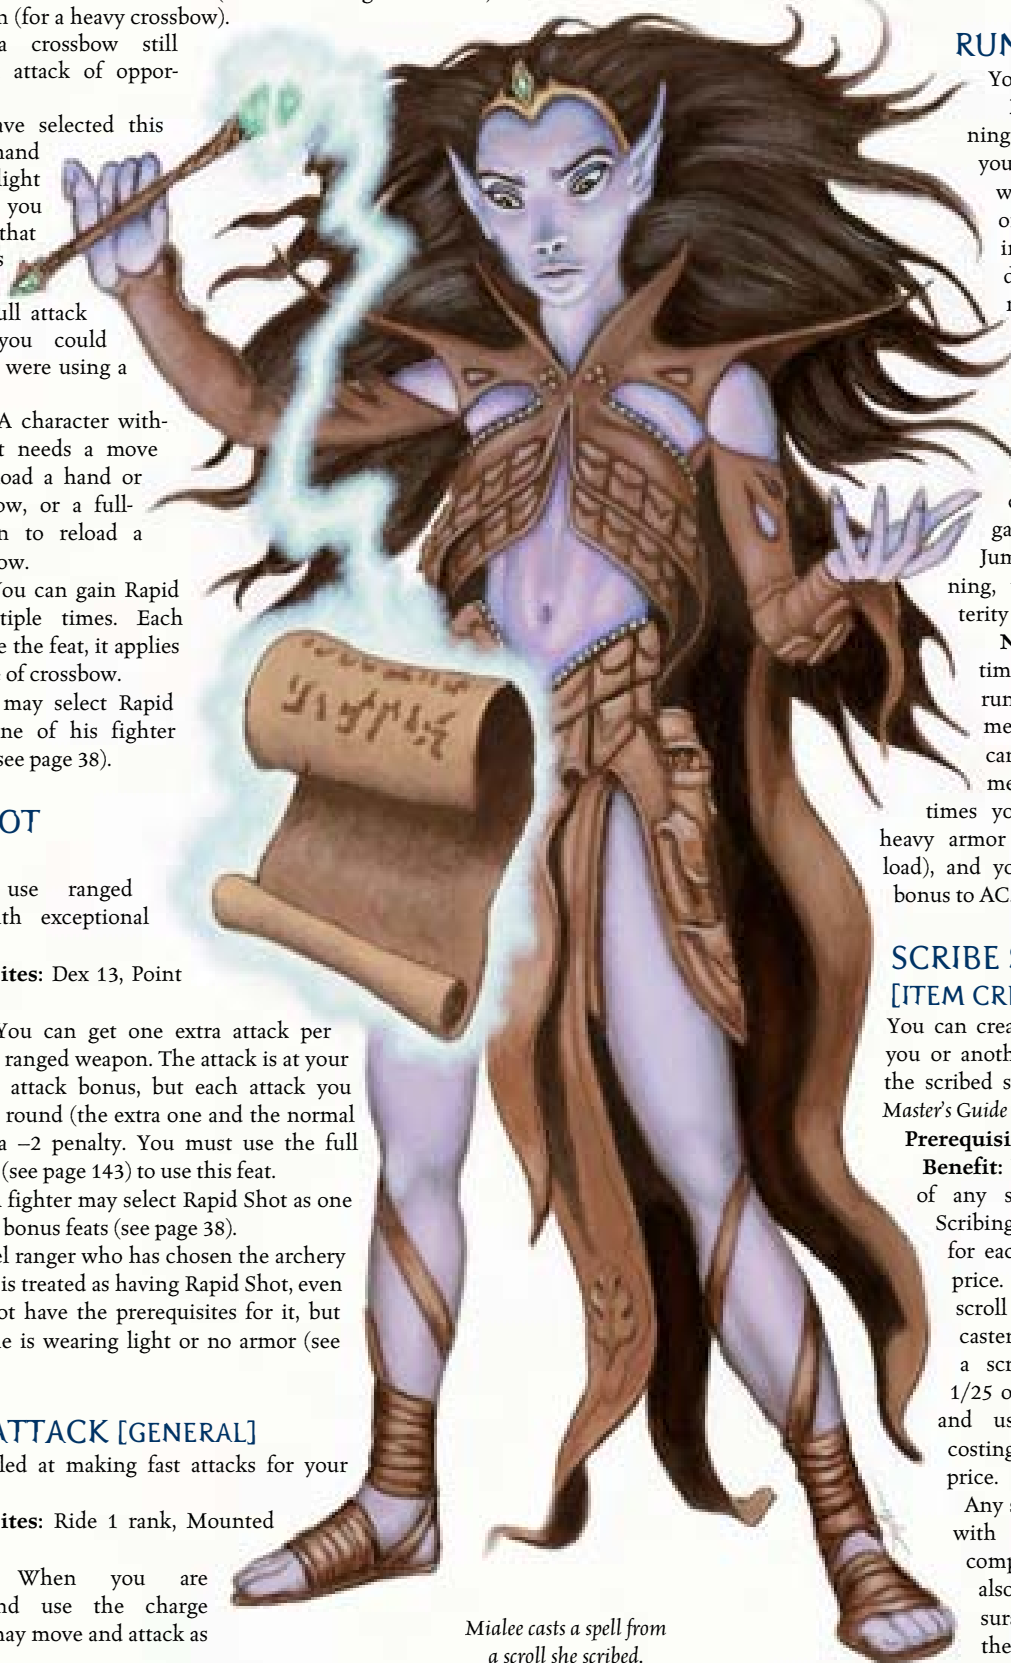 n (for a heavy crossbow).
a crossbow still
attack of oppor-
ve selected this
hand
light
you
that
s
ull attack
you could
were using a
A character with-
t needs a move
oad a hand or
ow, or a full-
n to reload a
ow.
You can gain Rapid
tiple times. Each
e the feat, it applies
of crossbow.
may select Rapid
ne of his fighter
see page 38).
OT
use ranged
th exceptional
ites: Dex 13, Point
You can get one extra attack per
ranged weapon. The attack is at your
attack bonus, but each attack you
round (the extra one and the normal
a –2 penalty. You must use the full
(see page 143) to use this feat.
fighter may select Rapid Shot as one
bonus feats (see page 38).
el ranger who has chosen the archery
is treated as having Rapid Shot, even
ot have the prerequisites for it, but
e is wearing light or no armor (see
ATTACK [GENERAL]
led at making fast attacks for your
ites: Ride 1 rank, Mounted
When you are
nd use the charge
may move and attack as
Mialee casts a spell from
a scroll she scribed.
RUN
Yo
ning
you
w
o
i
d
r
ga
Jum
ning,
terity
N
tim
run
me
car
me
times yo
heavy armor
load), and yo
bonus to AC
SCRIBE S
[ITEM CRE
You can crea
you or anoth
the scribed s
Master's Guide
Prerequisi
Benefit:
of any s
Scribing
for eac
price.
scroll
caster
a scr
1/25 o
and us
costing
price.
Any s
with
comp
also
sura
the